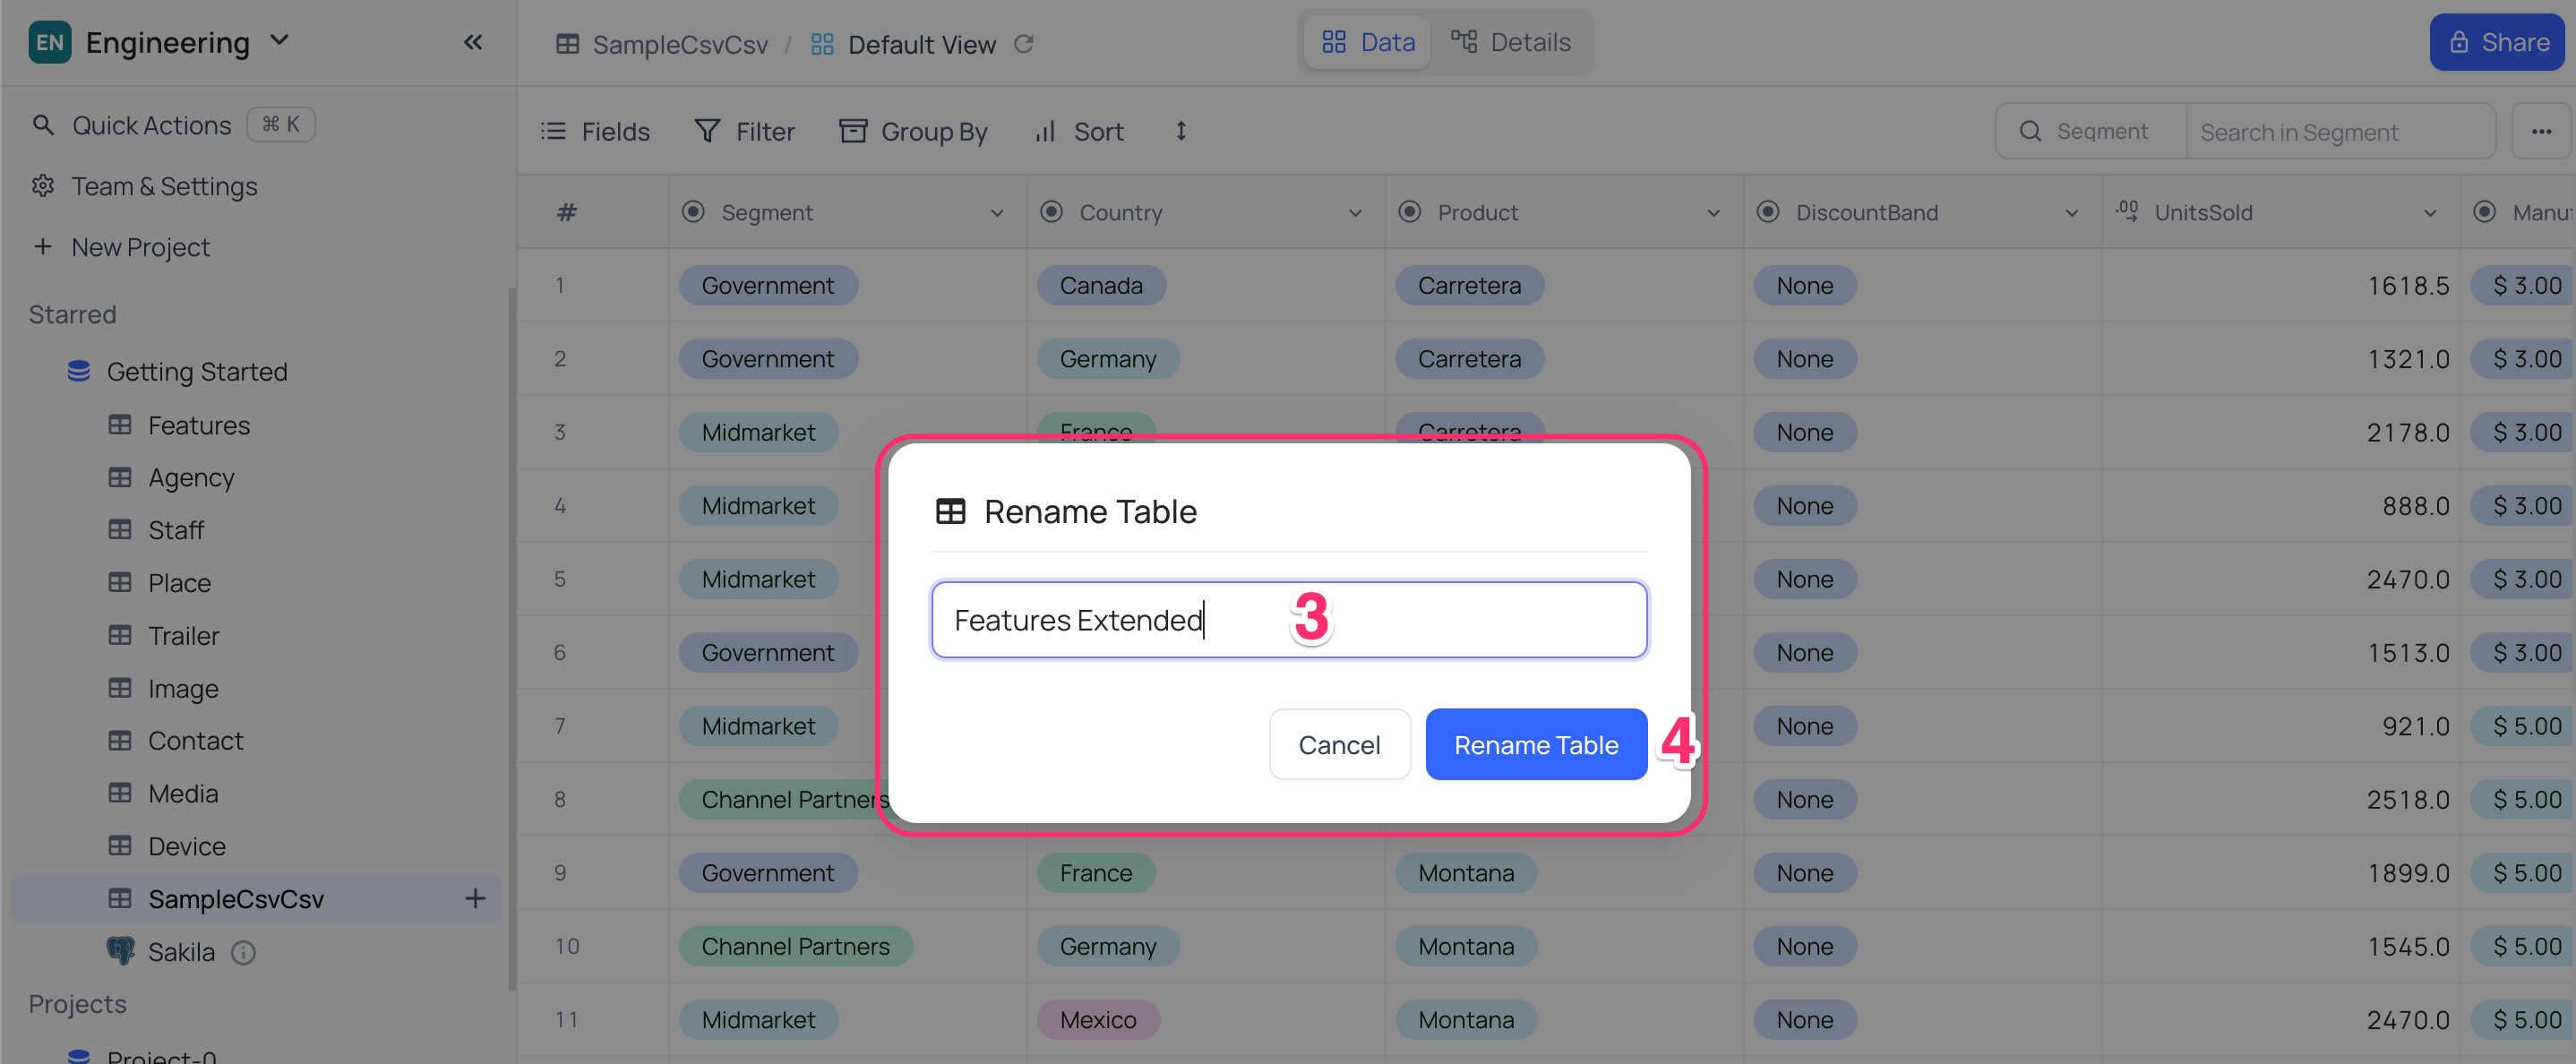 EN Engineering
SampleCsvCsv / Default View
Data
Details
Share
Quick Actions ⌘ K
Team & Settings
+ New Project
Starred
Getting Started
Features
Agency
Staff
Place
Trailer
Image
Contact
Media
Device
SampleCsvCsv +
Sakila
Projects
Project-0
Fields Filter Group By Sort Segment Search in Segment ...
# Segment Country Product DiscountBand .00 UnitsSold Manu
1 Government Canada Carretera None 1618.5 $ 3.00
2 Government Germany Carretera None 1321.0 $ 3.00
3 Midmarket France Carretera None 2178.0 $ 3.00
4 Midmarket None 888.0 $ 3.00
5 Midmarket None 2470.0 $ 3.00
6 Government None 1513.0 $ 3.00
7 Midmarket None 921.0 $ 5.00
8 Channel Partners None 2518.0 $ 5.00
9 Government France Montana None 1899.0 $ 5.00
10 Channel Partners Germany Montana None 1545.0 $ 5.00
11 Midmarket Mexico Montana None 2470.0 $ 5.00
Rename Table
Features Extended 3
Cancel Rename Table 4